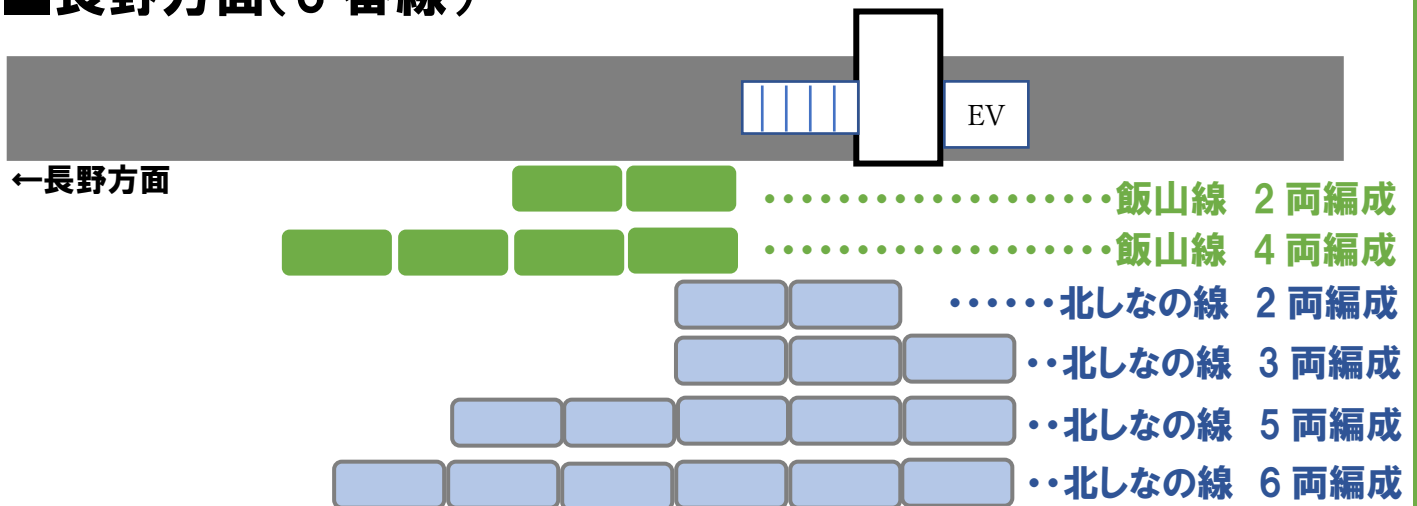 ■長野方面(6番線)
EV
←長野方面
・・・・・・・・・・・・・・・・・・飯山線 2両編成
・・・・・・・・・・・・・・・・・・飯山線 4両編成
・・・・・・北しなの線 2両編成
・・北しなの線 3両編成
・・北しなの線 5両編成
・・北しなの線 6両編成